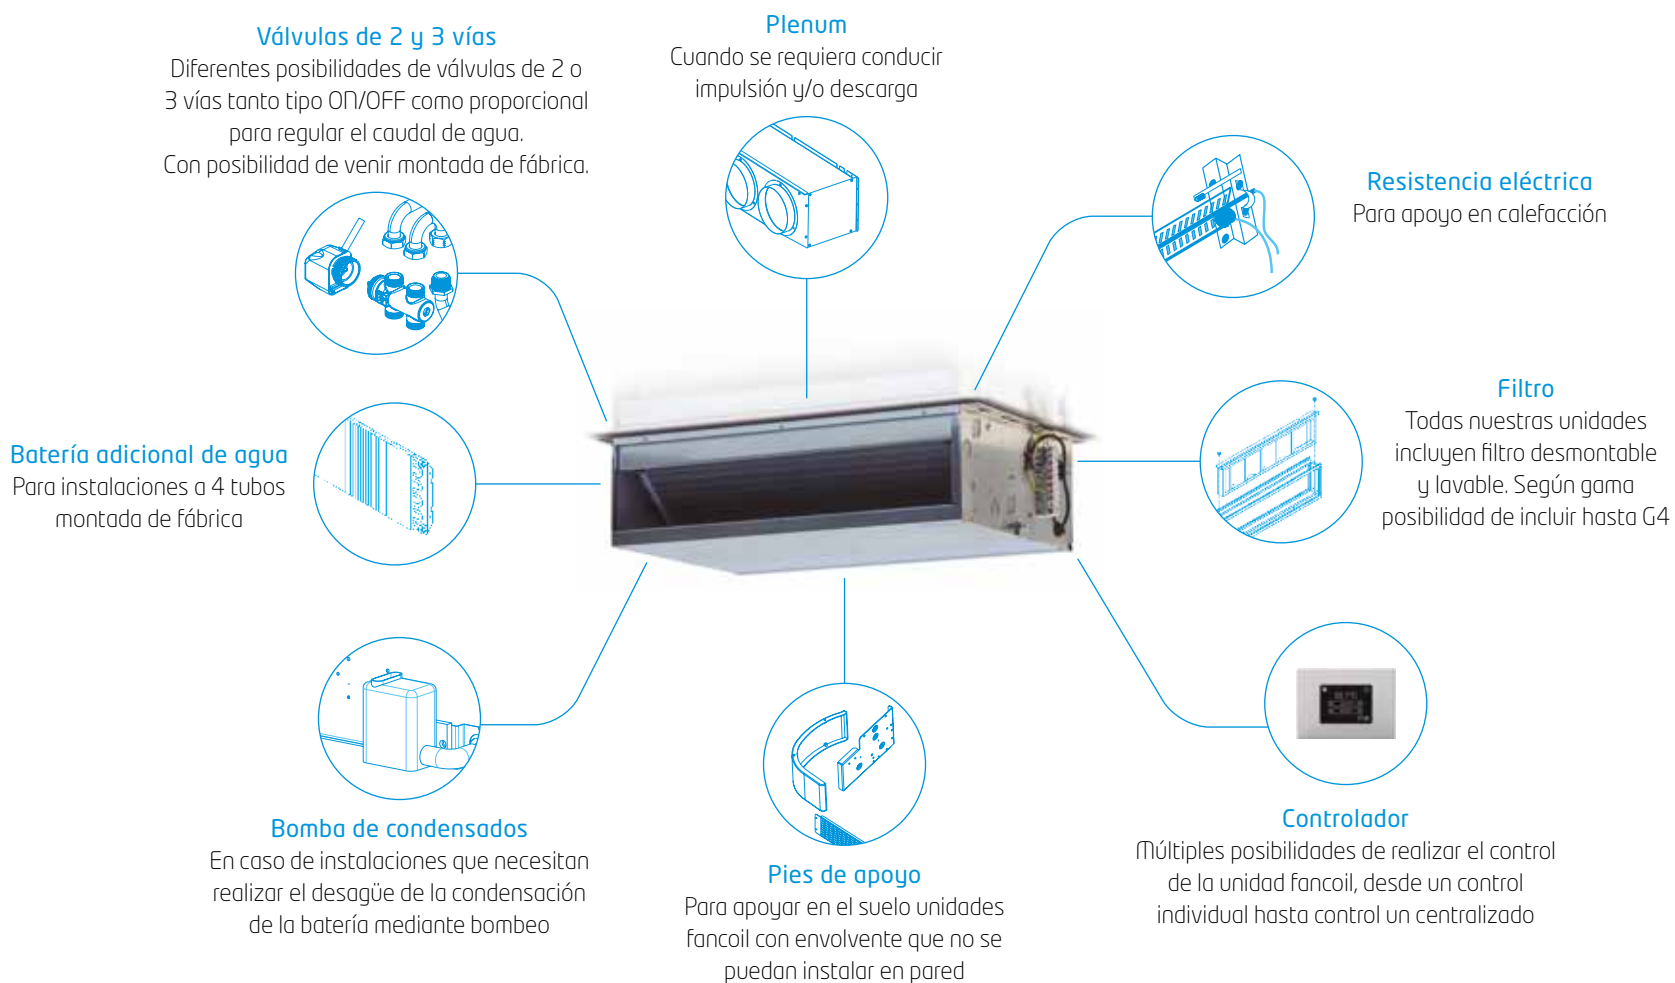 Válvulas de 2 y 3 vías
Diferentes posibilidades de válvulas de 2 o
3 vías tanto tipo ON/OFF como proporcional
para regular el caudal de agua.
Con posibilidad de venir montada de fábrica.
Plenum
Cuando se requiera conducir
impulsión y/o descarga
Resistencia eléctrica
Para apoyo en calefacción
Filtro
Todas nuestras unidades
incluyen filtro desmontable
y lavable. Según gama
posibilidad de incluir hasta G4
Batería adicional de agua
Para instalaciones a 4 tubos
montada de fábrica
Bomba de condensados
En caso de instalaciones que necesitan
realizar el desagüe de la condensación
de la batería mediante bombeo
Pies de apoyo
Para apoyar en el suelo unidades
fancoil con envolvente que no se
puedan instalar en pared
Controlador
Múltiples posibilidades de realizar el control
de la unidad fancoil, desde un control
individual hasta control un centralizado